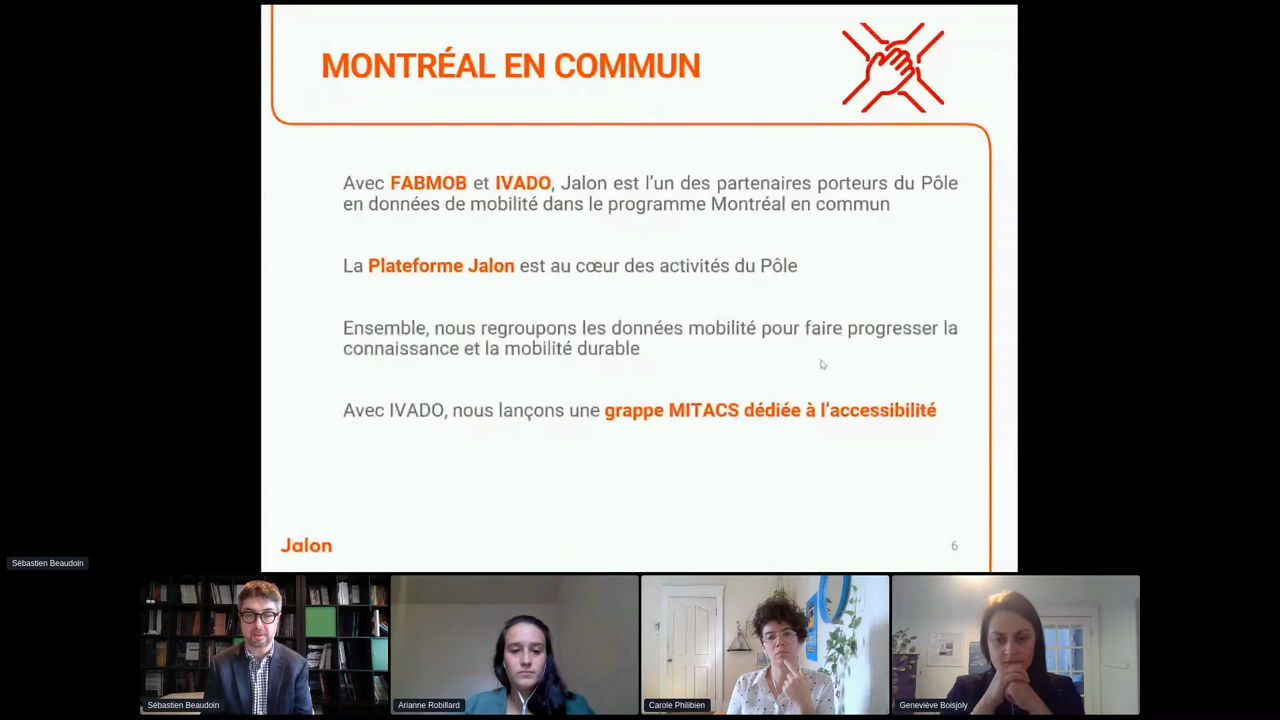 MONTRÉAL EN COMMUN
Avec FABMOB et IVADO, Jalon est l’un des partenaires porteurs du Pôle
en données de mobilité dans le programme Montréal en commun
La Plateforme Jalon est au cœur des activités du Pôle
Ensemble, nous regroupons les données mobilité pour faire progresser la
connaissance et la mobilité durable
Avec IVADO, nous lançons une grappe MITACS dédiée à l’accessibilité
Jalon
6
Sébastien Beaudoin
Sébastien Beaudoin
Arianne Robillard
Carole Philibien
Geneviève Boisjoly